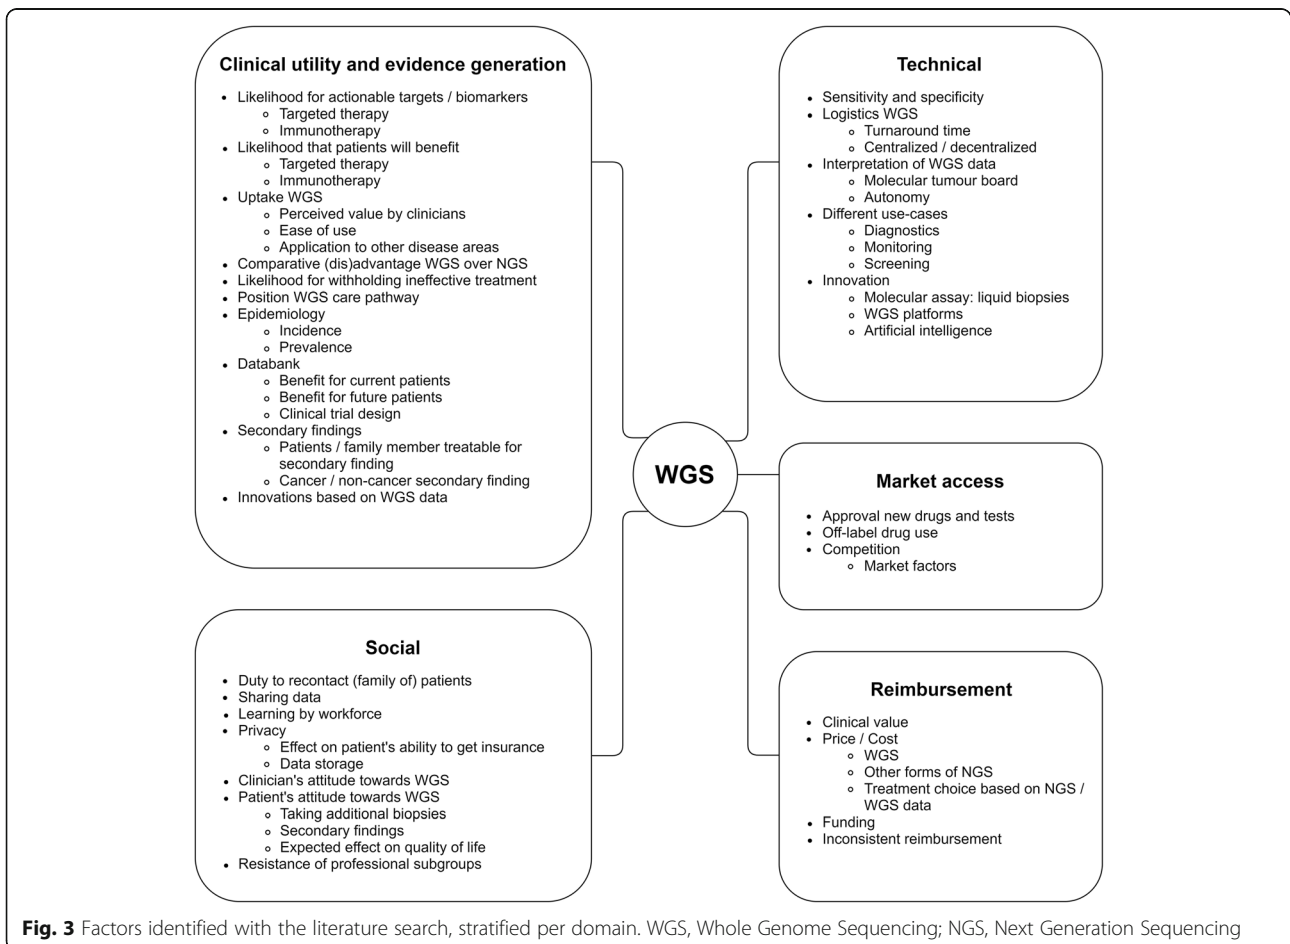 Clinical utility and evidence generation
• Likelihood for actionable targets / biomarkers
◦ Targeted therapy
◦ Immunotherapy
• Likelihood that patients will benefit
◦ Targeted therapy
◦ Immunotherapy
• Uptake WGS
◦ Perceived value by clinicians
◦ Ease of use
◦ Application to other disease areas
• Comparative (dis)advantage WGS over NGS
• Likelihood for withholding ineffective treatment
• Position WGS care pathway
• Epidemiology
◦ Incidence
◦ Prevalence
• Databank
◦ Benefit for current patients
◦ Benefit for future patients
◦ Clinical trial design
• Secondary findings
◦ Patients / family member treatable for
secondary finding
◦ Cancer / non-cancer secondary finding
• Innovations based on WGS data
Technical
• Sensitivity and specificity
• Logistics WGS
◦ Turnaround time
◦ Centralized / decentralized
• Interpretation of WGS data
◦ Molecular tumour board
◦ Autonomy
• Different use-cases
◦ Diagnostics
◦ Monitoring
◦ Screening
• Innovation
◦ Molecular assay: liquid biopsies
◦ WGS platforms
◦ Artificial intelligence
WGS
Market access
• Approval new drugs and tests
• Off-label drug use
• Competition
◦ Market factors
Social
• Duty to recontact (family of) patients
• Sharing data
• Learning by workforce
• Privacy
◦ Effect on patient's ability to get insurance
◦ Data storage
• Clinician's attitude towards WGS
• Patient's attitude towards WGS
◦ Taking additional biopsies
◦ Secondary findings
◦ Expected effect on quality of life
• Resistance of professional subgroups
Reimbursement
• Clinical value
• Price / Cost
◦ WGS
◦ Other forms of NGS
◦ Treatment choice based on NGS /
WGS data
• Funding
• Inconsistent reimbursement
Fig. 3 Factors identified with the literature search, stratified per domain. WGS, Whole Genome Sequencing; NGS, Next Generation Sequencing